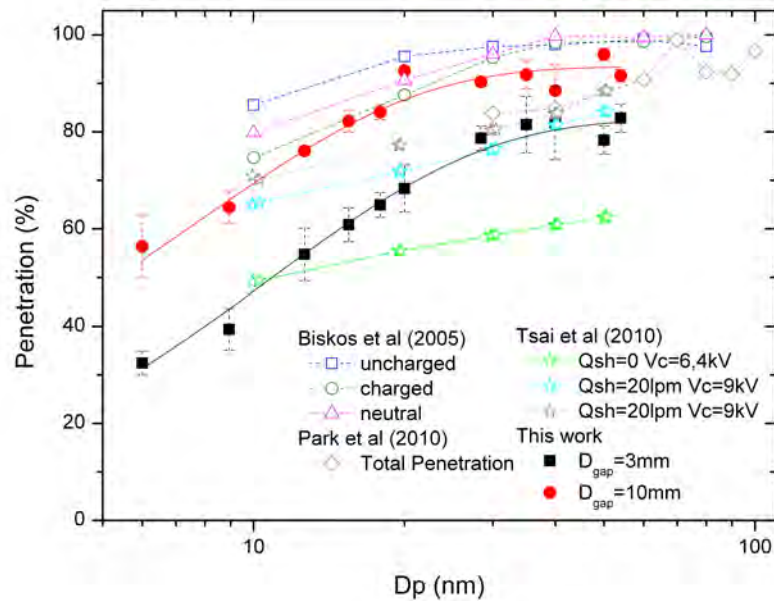 100
80
60
40
20
0
Penetration (%)
10
100
Dp (nm)
Biskos et al (2005)
uncharged
charged
neutral
Park et al (2010)
Total Penetration
Tsai et al (2010)
Qsh=0 Vc=6,4kV
Qsh=20lpm Vc=9kV
Qsh=20lpm Vc=9kV
This work
Dgap=3mm
Dgap=10mm